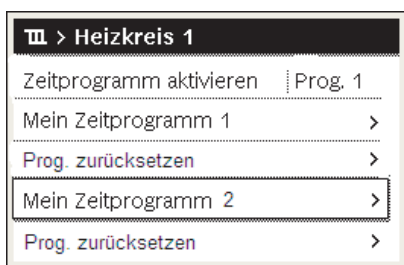 > Heizkreis 1
Zeitprogramm aktivieren Prog. 1
Mein Zeitprogramm 1 >
Prog. zurücksetzen >
Mein Zeitprogramm 2 >
Prog. zurücksetzen >